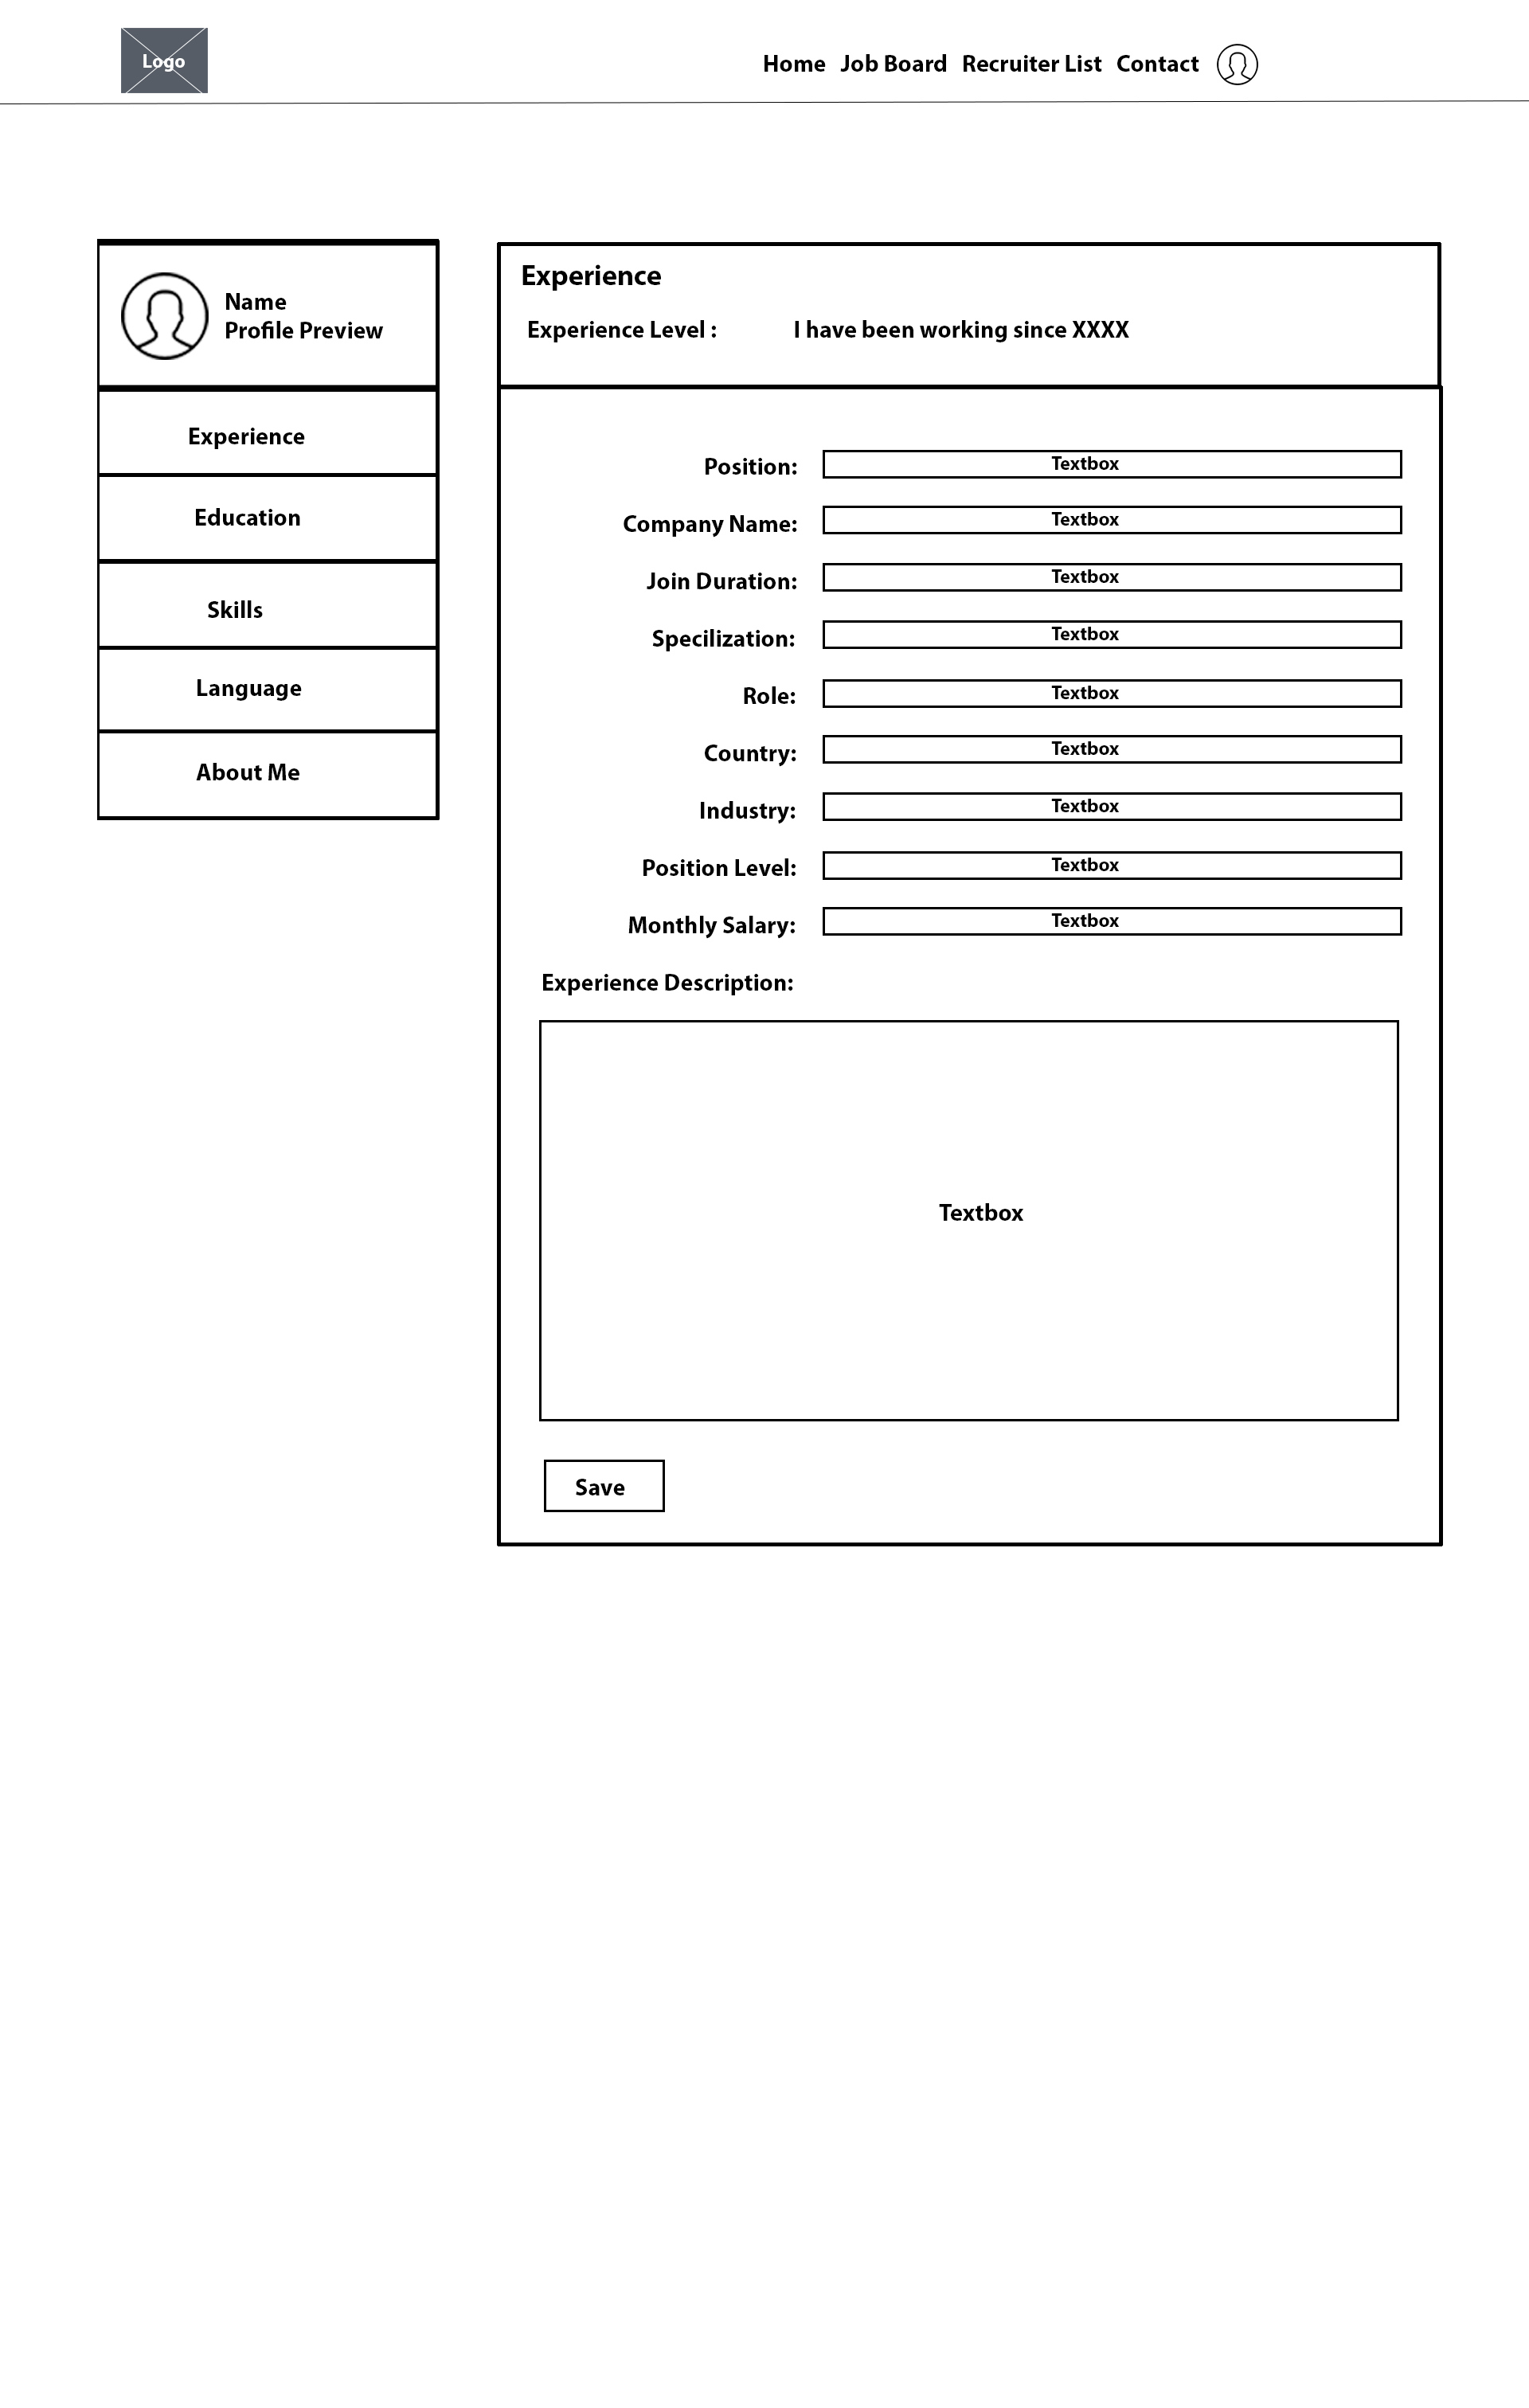 Logo
Home Job Board Recruiter List Contact
Name
Profile Preview
Experience
Education
Skills
Language
About Me
Experience
Experience Level : I have been working since XXXX
Position: Textbox
Company Name: Textbox
Join Duration: Textbox
Specilization: Textbox
Role: Textbox
Country: Textbox
Industry: Textbox
Position Level: Textbox
Monthly Salary: Textbox
Experience Description:
Textbox
Save